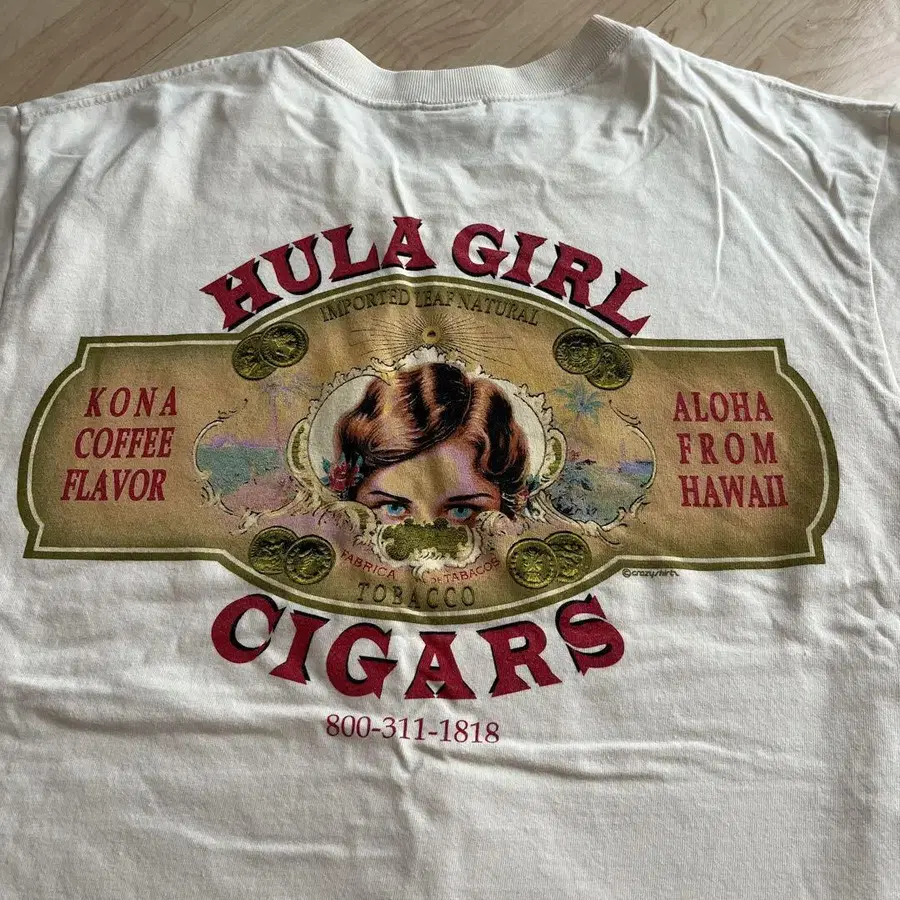 HULA GIRL
IMPORTED LEAF NATURAL
KONA
COFFEE
FLAVOR
ALOHA
FROM
HAWAII
FABRICA DE TABACOS
TOBACCO
©crazyshirts
CIGARS
800-311-1818